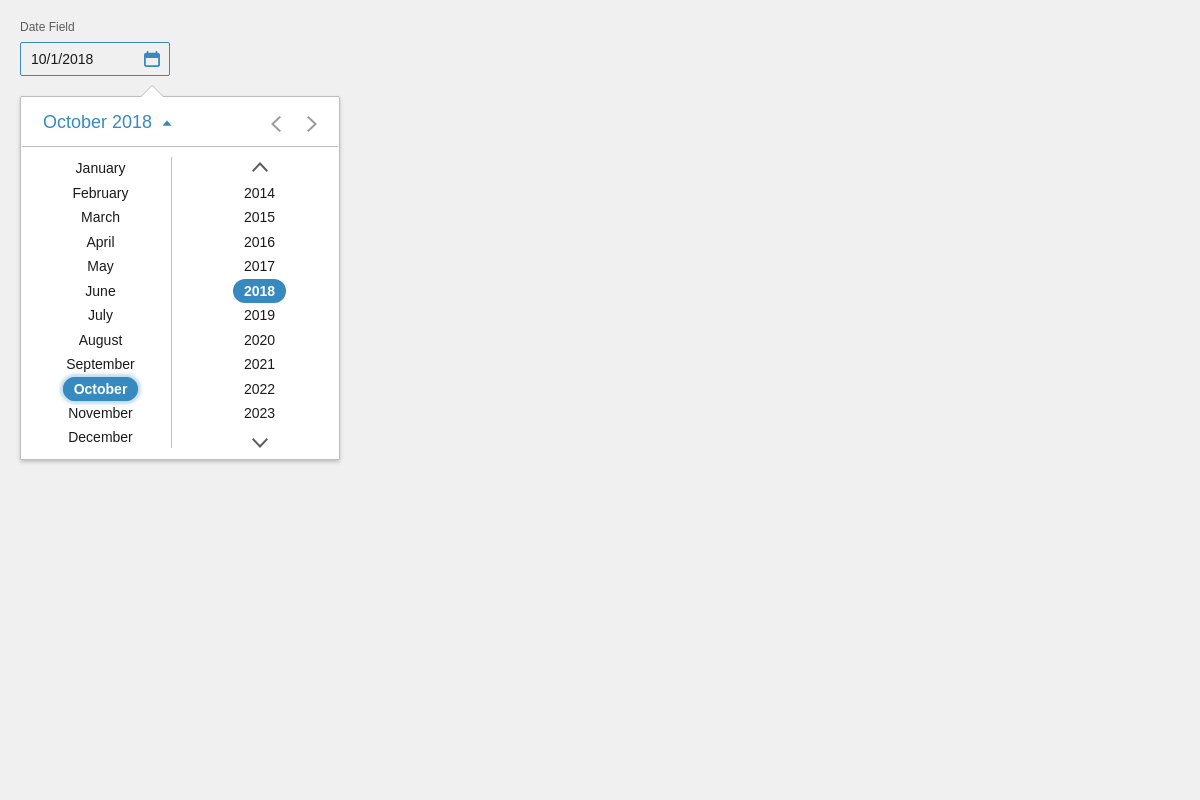 Date Field
10/1/2018
October 2018
January
February
March
April
May
June
July
August
September
October
November
December
2014
2015
2016
2017
2018
2019
2020
2021
2022
2023